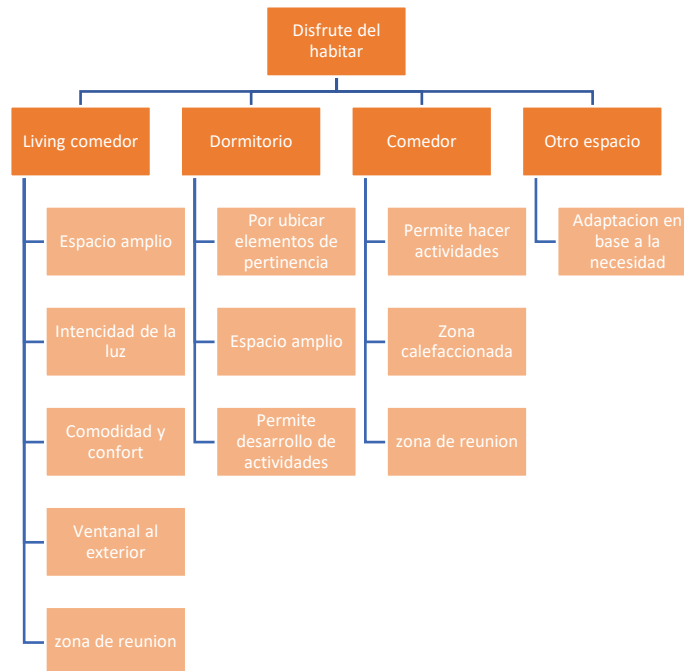 Disfrute del
habitar
Living comedor
Dormitorio
Comedor
Otro espacio
Espacio amplio
Intencidad de la
luz
Comodidad y
confort
Ventanal al
exterior
zona de reunion
Por ubicar
elementos de
pertinencia
Espacio amplio
Permite
desarrollo de
actividades
Permite hacer
actividades
Zona
calefaccionada
zona de reunion
Adaptacion en
base a la
necesidad